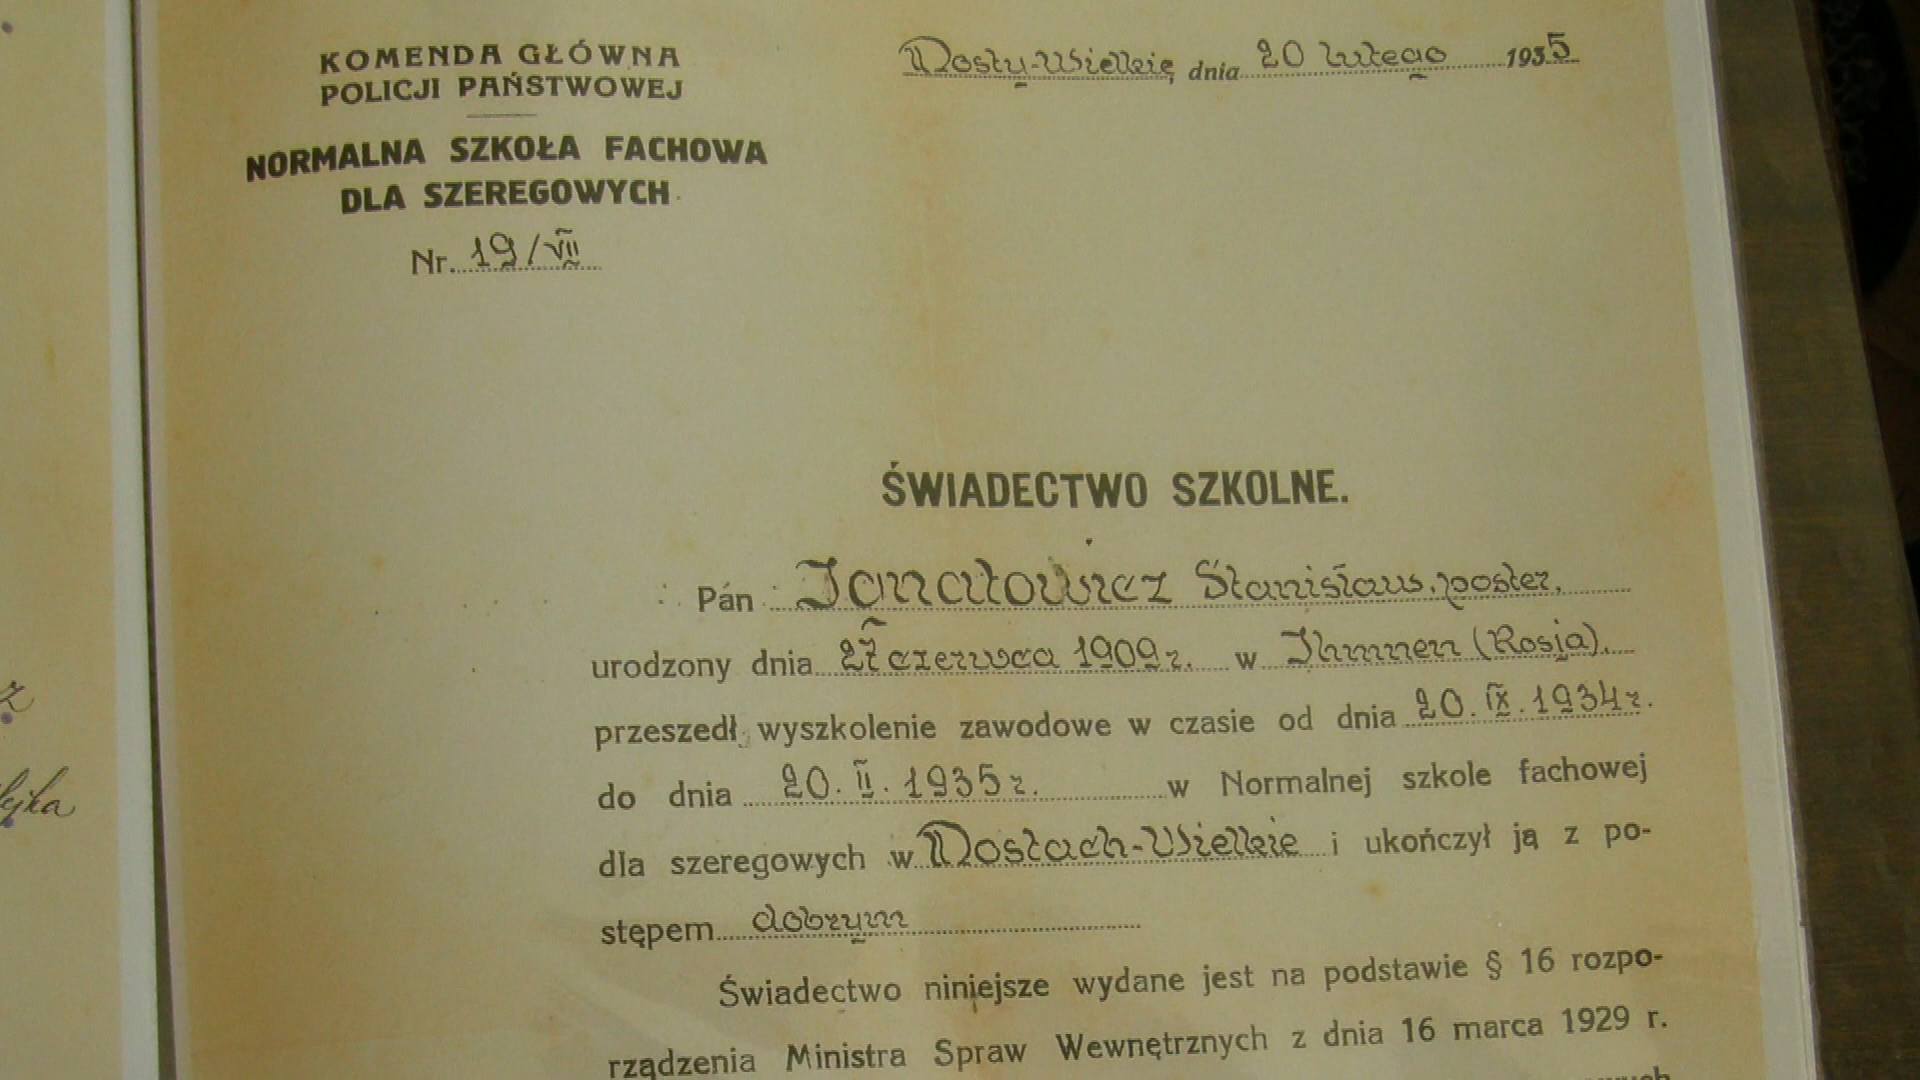 KOMENDA GŁÓWNA
POLICJI PAŃSTWOWEJ
NORMALNA SZKOŁA FACHOWA
DLA SZEREGOWYCH
Nr. 19/VII
Mosty-Wielkie, dnia 20 lutego 1935
ŚWIADECTWO SZKOLNE.
Pan Ignatowicz Stanisław, poster.
urodzony dnia 27 czerwca 1909 r. w Ihmnen (Rosja).
przeszedł wyszkolenie zawodowe w czasie od dnia 20. IX. 1934 r.
do dnia 20. II. 1935 r. w Normalnej szkole fachowej
dla szeregowych w Mostach-Wielkie i ukończył ją z po-
stępem dobrym
Świadectwo niniejsze wydane jest na podstawie § 16 rozpo-
rządzenia Ministra Spraw Wewnętrznych z dnia 16 marca 1929 r.